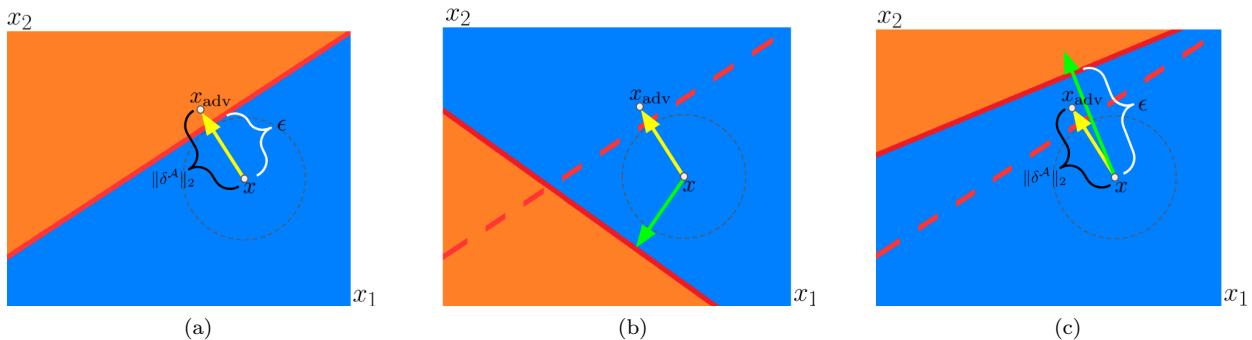 x₂
x_adv
ϵ
‖δ^𝒜‖₂
x
x₁
(a)
x₂
x_adv
x
x₁
(b)
x₂
x_adv
ϵ
‖δ^𝒜‖₂
x
x₁
(c)